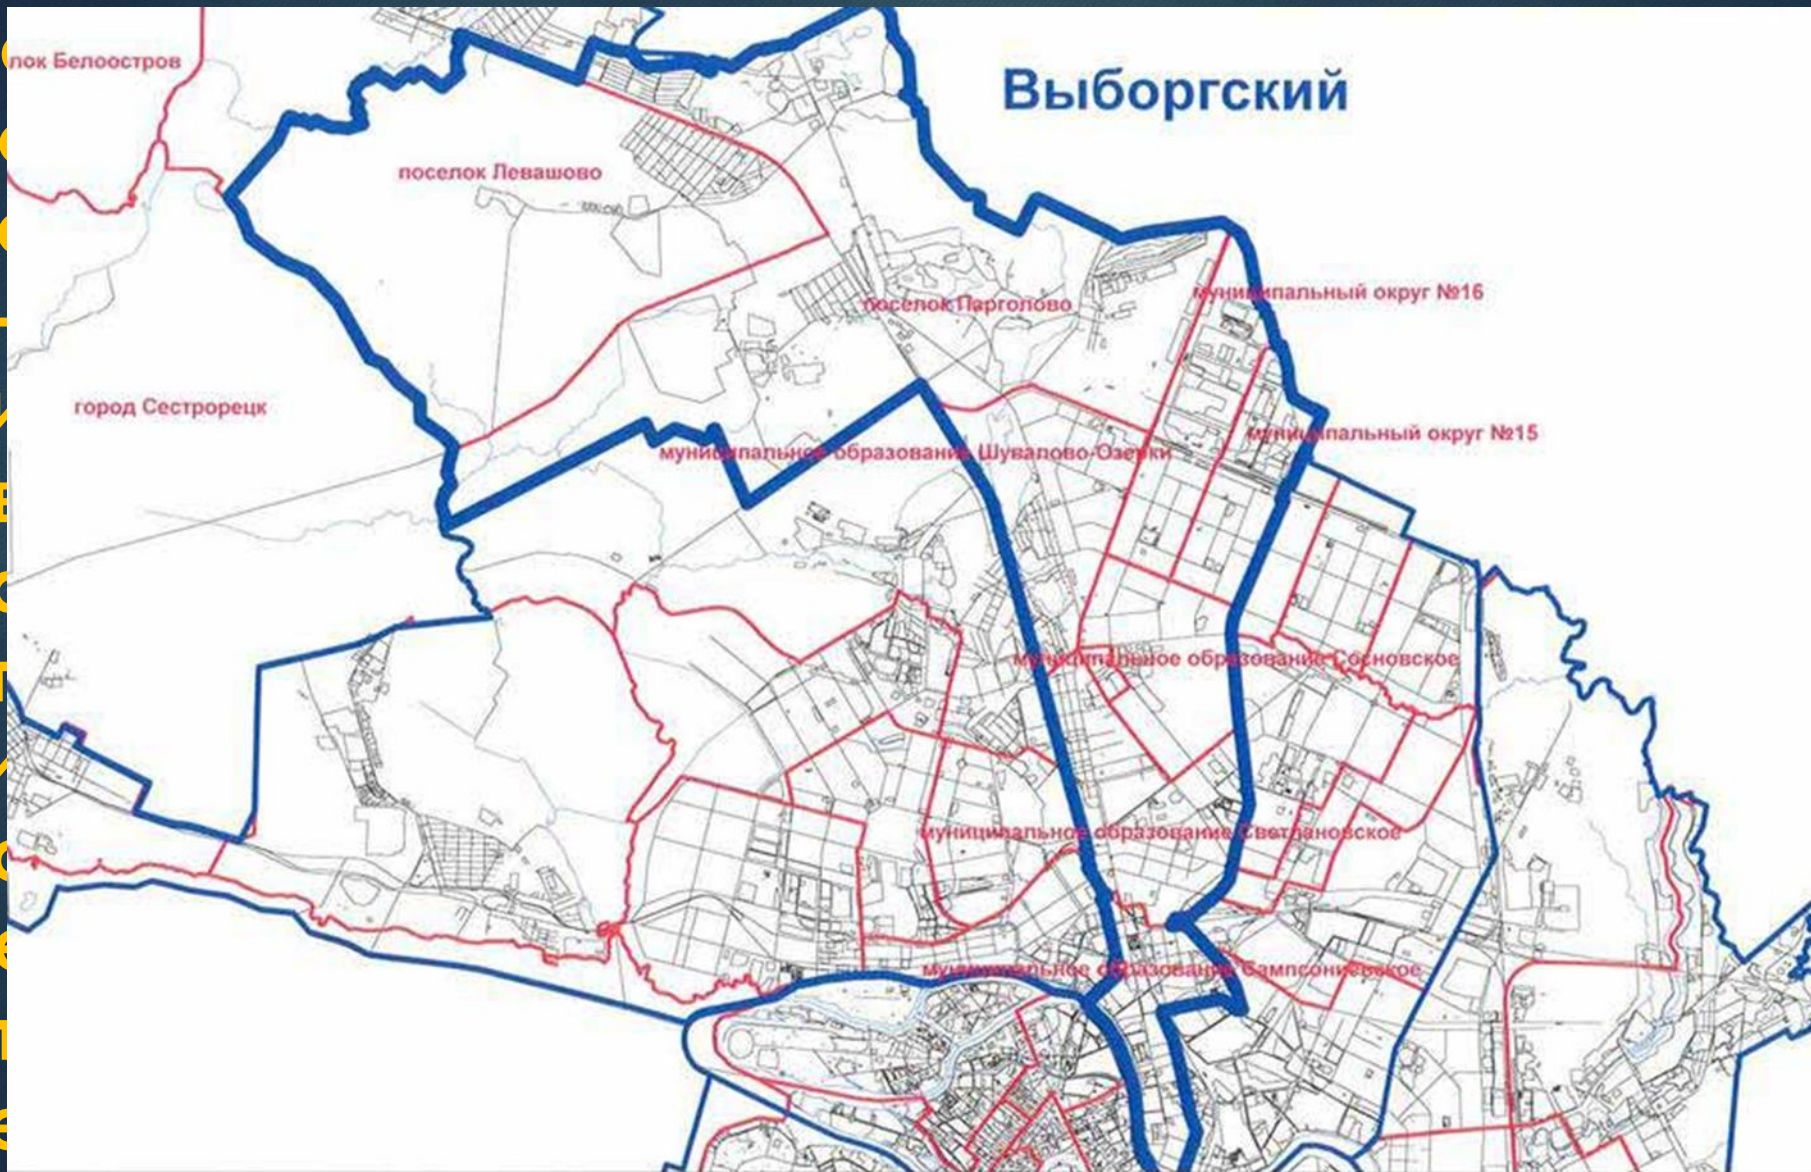 лок Белоостров
Выборгский
поселок Левашово
муниципальный округ №16
поселок Парголово
город Сестрорецк
муниципальный округ №15
муниципальное образование Шувалово-Озерки
муниципальное образование Сосновское
муниципальное образование Светлановское
муниципальное образование Сампсониевское